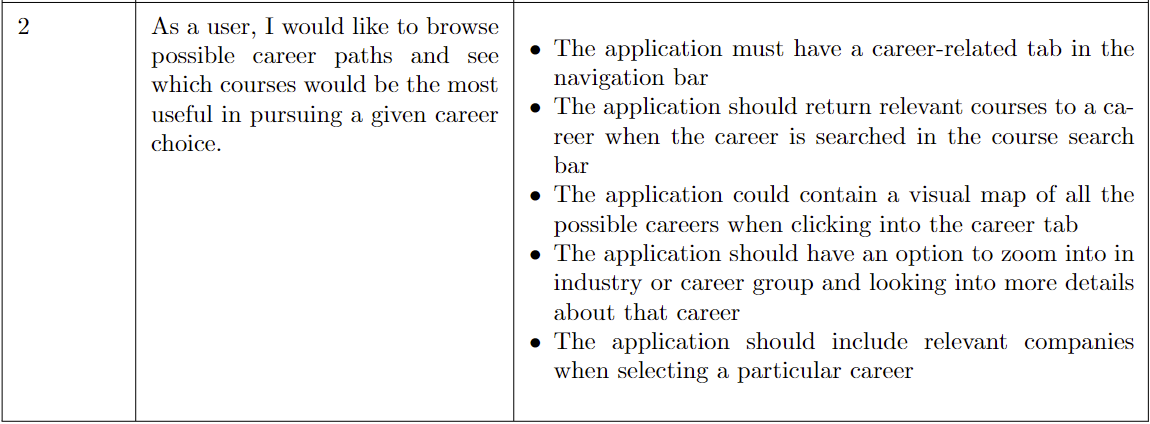 2
As a user, I would like to browse
possible career paths and see
which courses would be the most
useful in pursuing a given career
choice.
• The application must have a career-related tab in the
navigation bar
• The application should return relevant courses to a ca-
reer when the career is searched in the course search
bar
• The application could contain a visual map of all the
possible careers when clicking into the career tab
• The application should have an option to zoom into in
industry or career group and looking into more details
about that career
• The application should include relevant companies
when selecting a particular career